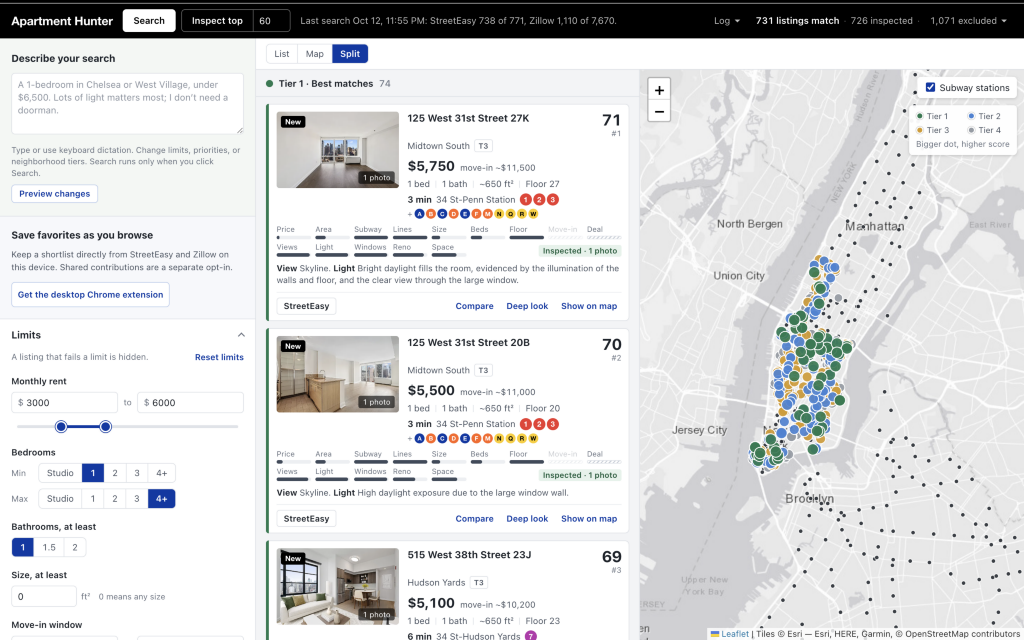 Apartment Hunter
Search
Inspect top 60
Last search Oct 12, 11:55 PM: StreetEasy 738 of 771, Zillow 1,110 of 7,670.
Log
731 listings match · 726 inspected · 1,071 excluded
Describe your search
A 1-bedroom in Chelsea or West Village, under
$6,500. Lots of light matters most; I don't need a
doorman.
Type or use keyboard dictation. Change limits, priorities, or
neighborhood tiers. Search runs only when you click
Search.
Preview changes
Save favorites as you browse
Keep a shortlist directly from StreetEasy and Zillow on
this device. Shared contributions are a separate opt-in.
Get the desktop Chrome extension
Limits
A listing that fails a limit is hidden.
Reset limits
Monthly rent
$ 3000 to $ 6000
Bedrooms
Min Studio 1 2 3 4+
Max Studio 1 2 3 4+
Bathrooms, at least
1 1.5 2
Size, at least
0 ft² 0 means any size
Move-in window
List Map Split
Tier 1 · Best matches 74
New
1 photo
125 West 31st Street 27K
71
#1
Midtown South T3
$5,750 move-in ~$11,500
1 bed 1 bath ~650 ft² Floor 27
3 min 34 St-Penn Station 1 2 3
+ A B C D E F M N Q R W
Price Area Subway Lines Size Beds Floor Move-in Deal
Views Light Windows Reno Space
Inspected · 1 photo
View Skyline. Light Bright daylight fills the room, evidenced by the illumination of the
walls and floor, and the clear view through the large window.
StreetEasy
Compare Deep look Show on map
New
1 photo
125 West 31st Street 20B
70
#2
Midtown South T3
$5,500 move-in ~$11,000
1 bed 1 bath ~650 ft² Floor 20
3 min 34 St-Penn Station 1 2 3
+ A B C D E F M N Q R W
Price Area Subway Lines Size Beds Floor Move-in Deal
Views Light Windows Reno Space
Inspected · 1 photo
View Skyline. Light High daylight exposure due to the large window wall.
StreetEasy
Compare Deep look Show on map
New
1 photo
515 West 38th Street 23J
69
#3
Hudson Yards T3
$5,100 move-in ~$10,200
1 bed 1 bath ~650 ft² Floor 23
6 min 34 St-Hudson Yards 7
+
−
Subway stations
Tier 1 Tier 2
Tier 3 Tier 4
Bigger dot, higher score
Hudson River
NEW YORK
North Bergen
Manhattan
East River
Union City
Jersey City
Brooklyn
Upper New
York Bay
Leaflet | Tiles © Esri — Esri, HERE, Garmin, © OpenStreetMap contributors